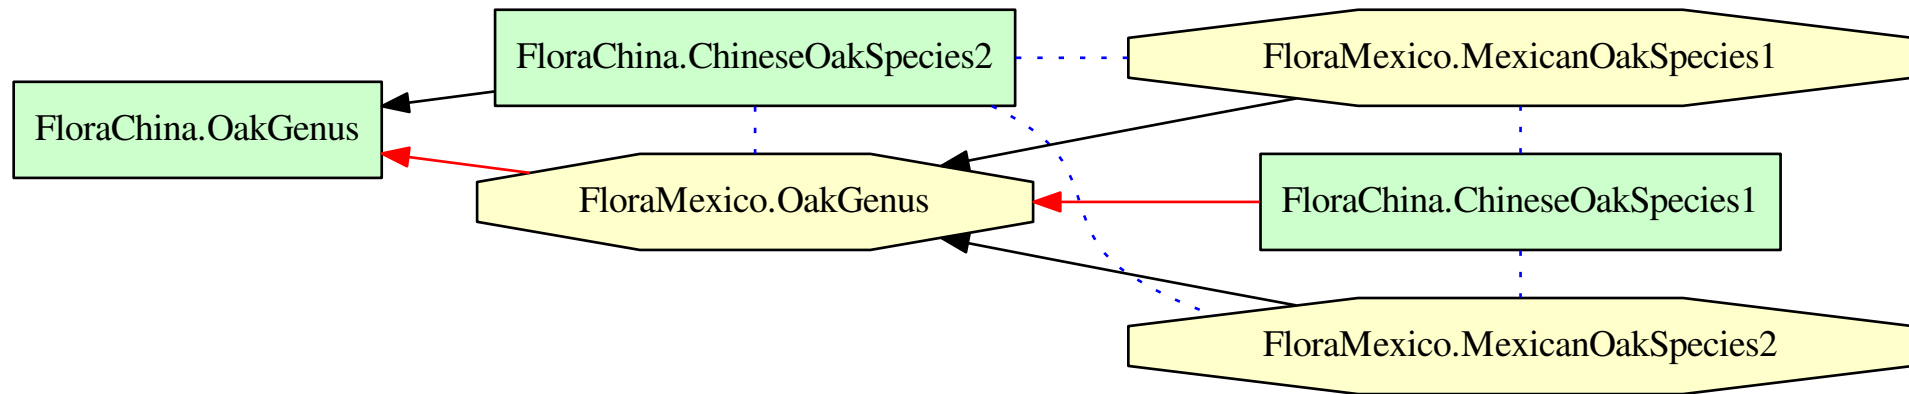 FloraChina.ChineseOakSpecies2
FloraMexico.MexicanOakSpecies1
FloraChina.OakGenus
FloraMexico.OakGenus
FloraChina.ChineseOakSpecies1
FloraMexico.MexicanOakSpecies2